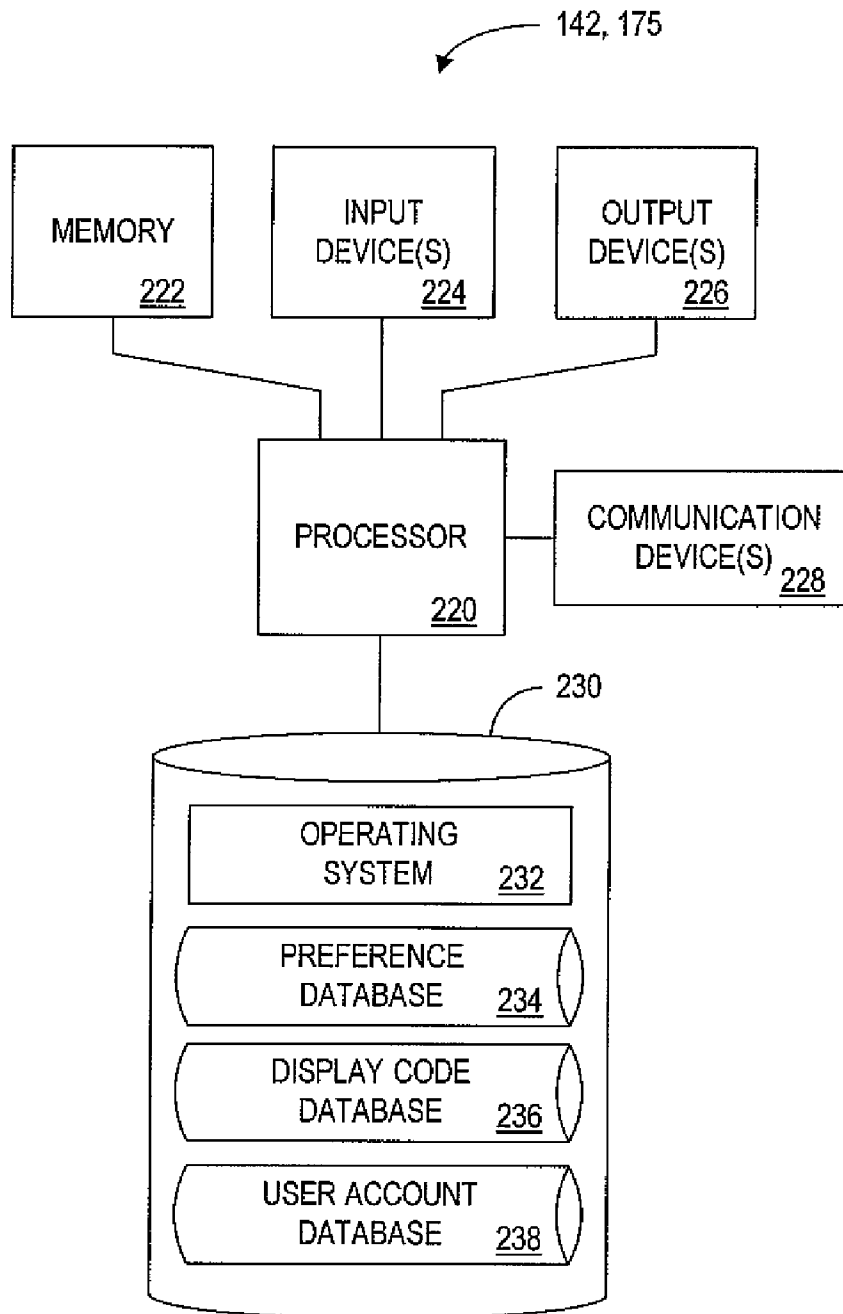 142, 175
MEMORY
222
INPUT
DEVICE(S)
224
OUTPUT
DEVICE(S)
226
PROCESSOR
220
COMMUNICATION
DEVICE(S) 228
230
OPERATING
SYSTEM 232
PREFERENCE
DATABASE 234
DISPLAY CODE
DATABASE 236
USER ACCOUNT
DATABASE 238